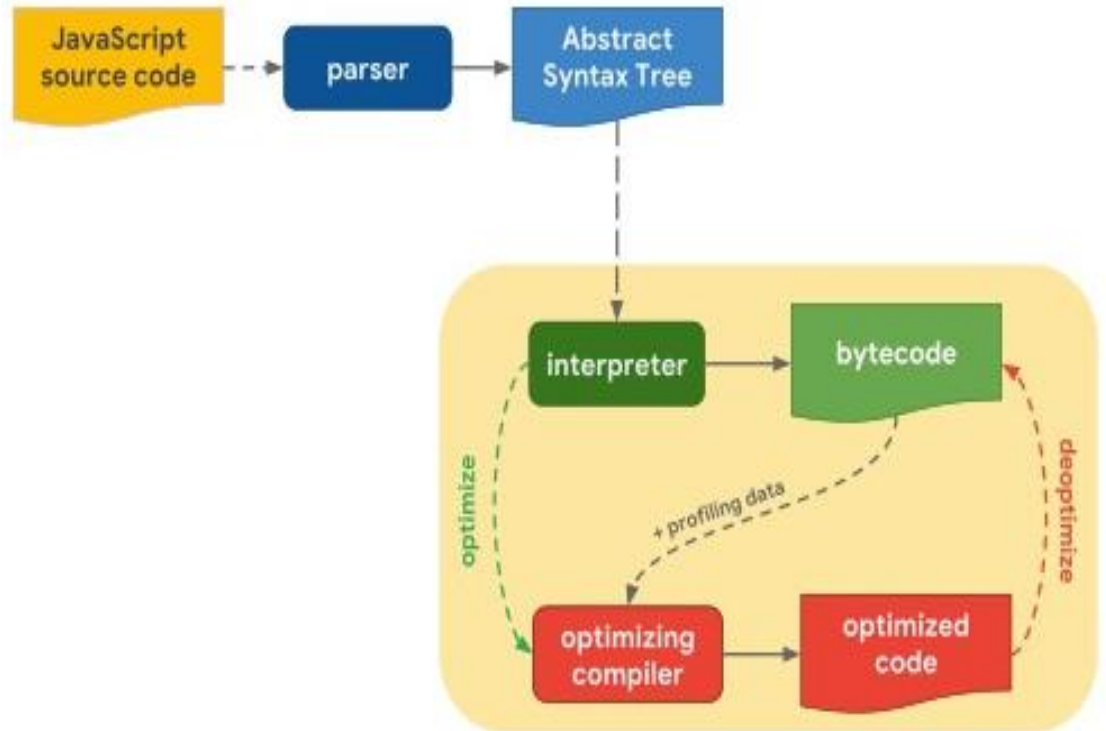 JavaScript
source code
parser
Abstract
Syntax Tree
interpreter
bytecode
optimize
+ profiling data
deoptimize
optimizing
compiler
optimized
code